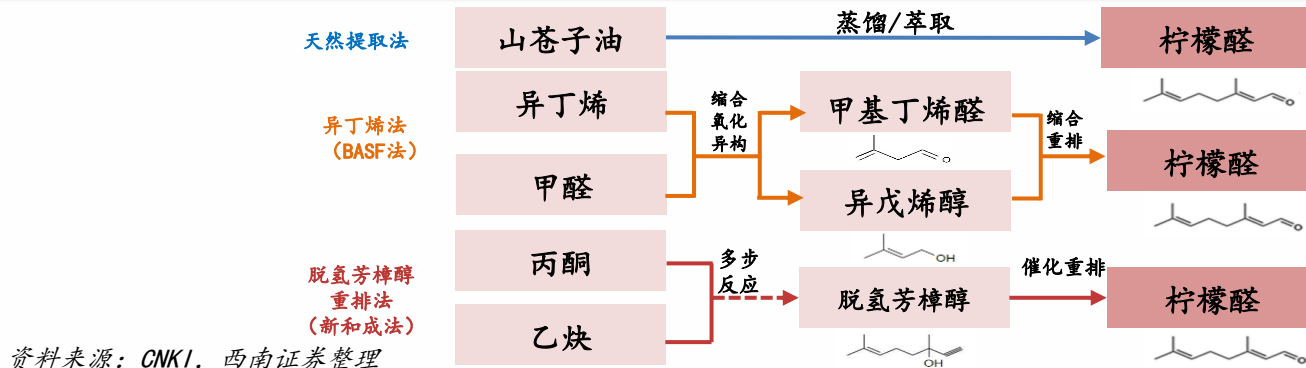 天然提取法
山苍子油
蒸馏/萃取
柠檬醛
O
异丁烯法
（BASF法）
异丁烯
甲醛
缩合
氧化
异构
甲基丁烯醛
O
异戊烯醇
OH
缩合
重排
柠檬醛
O
脱氢芳樟醇
重排法
（新和成法）
丙酮
乙炔
多步
反应
脱氢芳樟醇
OH
催化重排
柠檬醛
O
资料来源：CNKI，西南证券整理